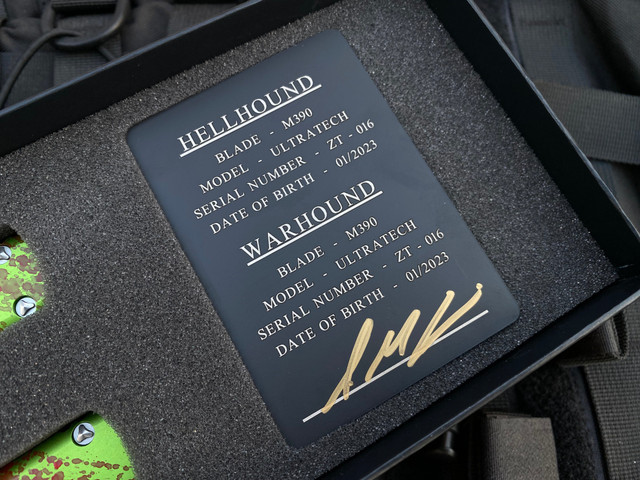 HELLHOUND
BLADE - M390
MODEL - ULTRATECH
SERIAL NUMBER - ZT - 016
DATE OF BIRTH - 01/2023
WARHOUND
BLADE - M390
MODEL - ULTRATECH
SERIAL NUMBER - ZT - 016
DATE OF BIRTH - 01/2023